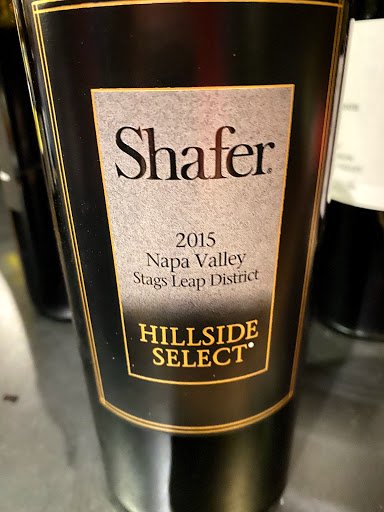 Shafer®
2015
Napa Valley
Stags Leap District
HILLSIDE
SELECT®